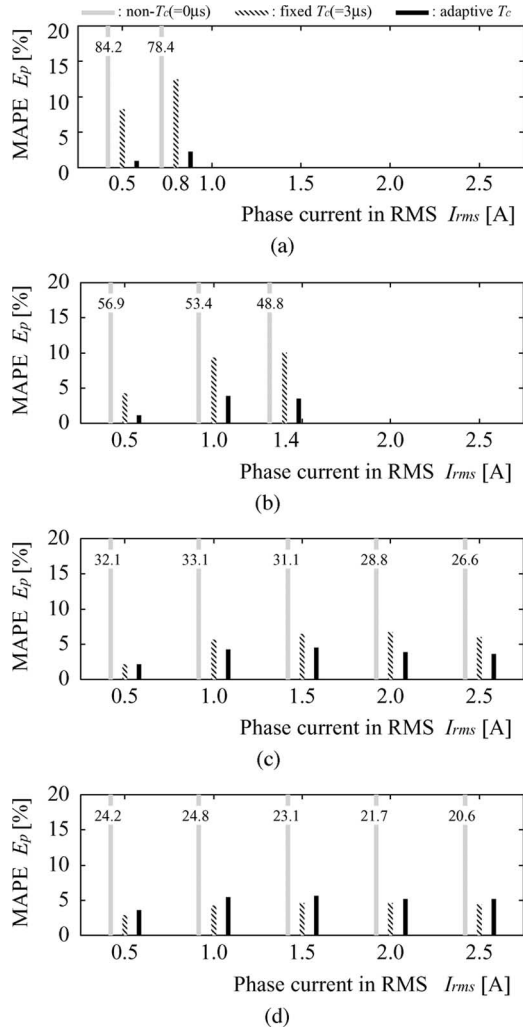 : non-Tc(=0μs) : fixed Tc(=3μs) : adaptive Tc
MAPE Ep [%]
20
15
10
5
0
84.2 78.4
0.5 0.8 1.0 1.5 2.0 2.5
Phase current in RMS Irms [A]
(a)
MAPE Ep [%]
20
15
10
5
0
56.9 53.4 48.8
0.5 1.0 1.4 2.0 2.5
Phase current in RMS Irms [A]
(b)
MAPE Ep [%]
20
15
10
5
0
32.1 33.1 31.1 28.8 26.6
0.5 1.0 1.5 2.0 2.5
Phase current in RMS Irms [A]
(c)
MAPE Ep [%]
20
15
10
5
0
24.2 24.8 23.1 21.7 20.6
0.5 1.0 1.5 2.0 2.5
Phase current in RMS Irms [A]
(d)